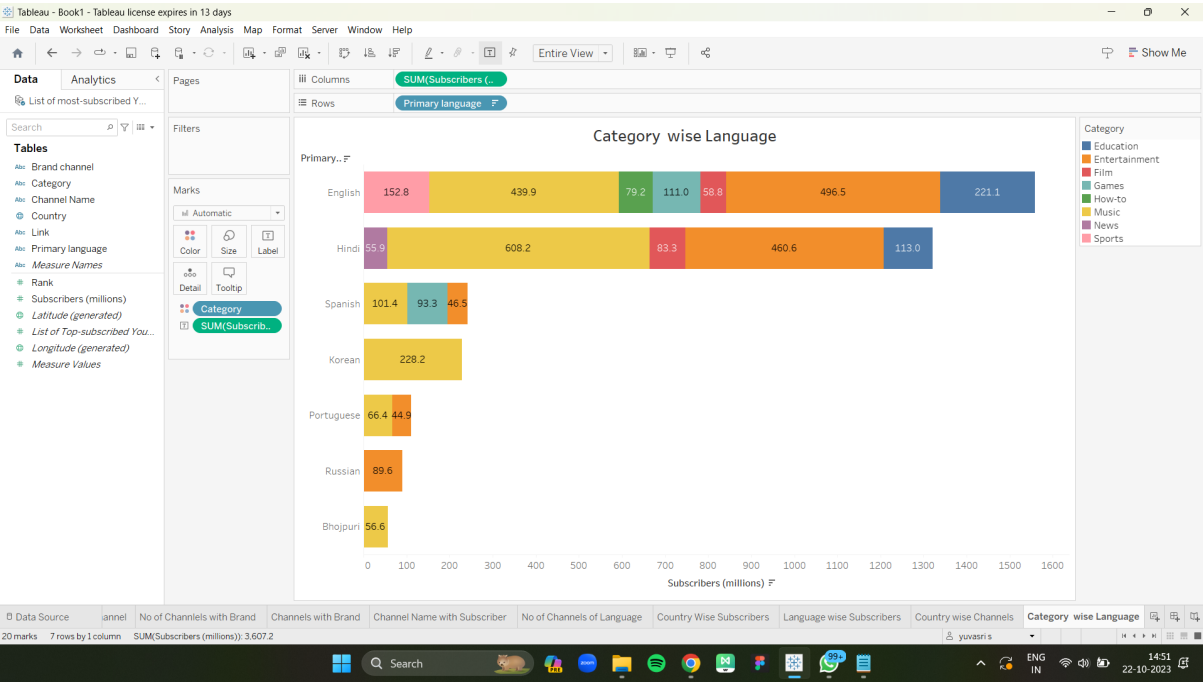 Tableau - Book1 - Tableau license expires in 13 days
File Data Worksheet Dashboard Story Analysis Map Format Server Window Help
Entire View
Show Me
Data Analytics
List of most-subscribed Y...
Search
Tables
Abc Brand channel
Abc Category
Abc Channel Name
Country
Abc Link
Abc Primary language
Abc Measure Names
# Rank
# Subscribers (millions)
Latitude (generated)
# List of Top-subscribed You...
Longitude (generated)
# Measure Values
Pages
Filters
Marks
Automatic
Color Size Label
Detail Tooltip
Category
SUM(Subscrib..
Columns SUM(Subscribers (..
Rows Primary language
Category wise Language
Primary..
English 152.8 439.9 79.2 111.0 58.8 496.5 221.1
Hindi 55.9 608.2 83.3 460.6 113.0
Spanish 101.4 93.3 46.5
Korean 228.2
Portuguese 66.4 44.9
Russian 89.6
Bhojpuri 56.6
0 100 200 300 400 500 600 700 800 900 1000 1100 1200 1300 1400 1500 1600
Subscribers (millions)
Category
Education
Entertainment
Film
Games
How-to
Music
News
Sports
Data Source annel No of Channlels with Brand Channels with Brand Channel Name with Subscriber No of Channels of Language Country Wise Subscribers Language wise Subscribers Country wise Channels Category wise Language
20 marks 7 rows by 1 column SUM(Subscribers (millions)): 3,607.2 yuvasri s
Search
PRE
zoom
99+
ENG
IN
14:51
22-10-2023